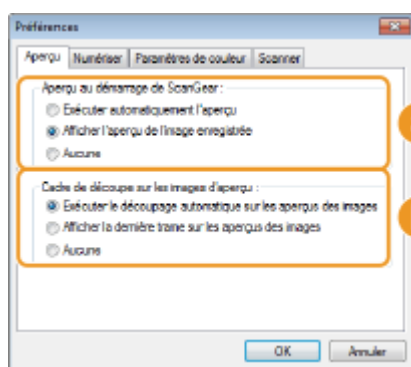 Préférences
Aperçu Numériser Paramètres de couleur Scanner
Aperçu au démarrage de ScanGear :
Exécuter automatiquement l'aperçu
Afficher l'aperçu de l'image enregistrée
Aucune
Cadre de découpe sur les images d'aperçu :
Exécuter le découpage automatique sur les aperçus des images
Afficher la dernière trame sur les aperçus des images
Aucune
OK Annuler